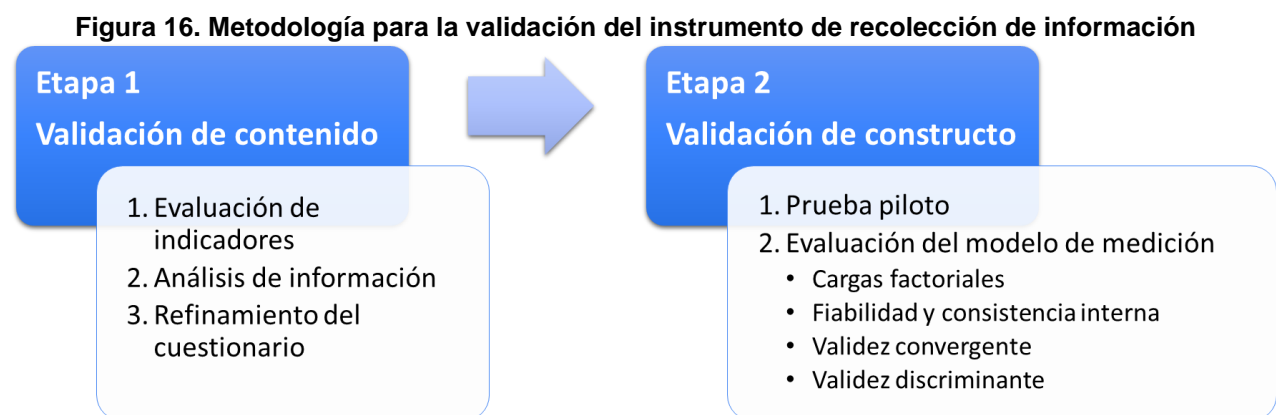 Figura 16. Metodología para la validación del instrumento de recolección de información
Etapa 1
Validación de contenido
1. Evaluación de
indicadores
2. Análisis de información
3. Refinamiento del
cuestionario
Etapa 2
Validación de constructo
1. Prueba piloto
2. Evaluación del modelo de medición
• Cargas factoriales
• Fiabilidad y consistencia interna
• Validez convergente
• Validez discriminante